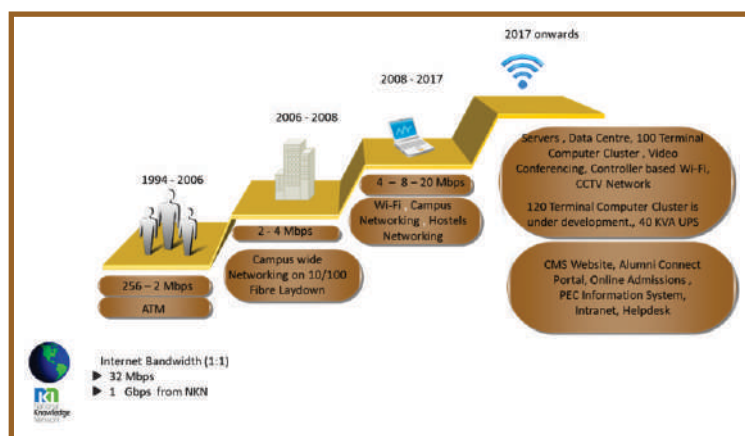 1994 - 2006
256 – 2 Mbps
ATM
2006 - 2008
2 - 4 Mbps
Campus wide
Networking on 10/100
Fibre Laydown
2008 - 2017
4 – 8 – 20 Mbps
Wi-Fi , Campus
Networking , Hostels
Networking
2017 onwards
Servers , Data Centre, 100 Terminal
Computer Cluster , Video
Conferencing, Controller based Wi-Fi,
CCTV Network
120 Terminal Computer Cluster is
under development., 40 KVA UPS
CMS Website, Alumni Connect
Portal, Online Admissions ,
PEC Information System,
Intranet, Helpdesk
Internet Bandwidth (1:1)
▶ 32 Mbps
▶ 1 Gbps from NKN
National
Knowledge
Network